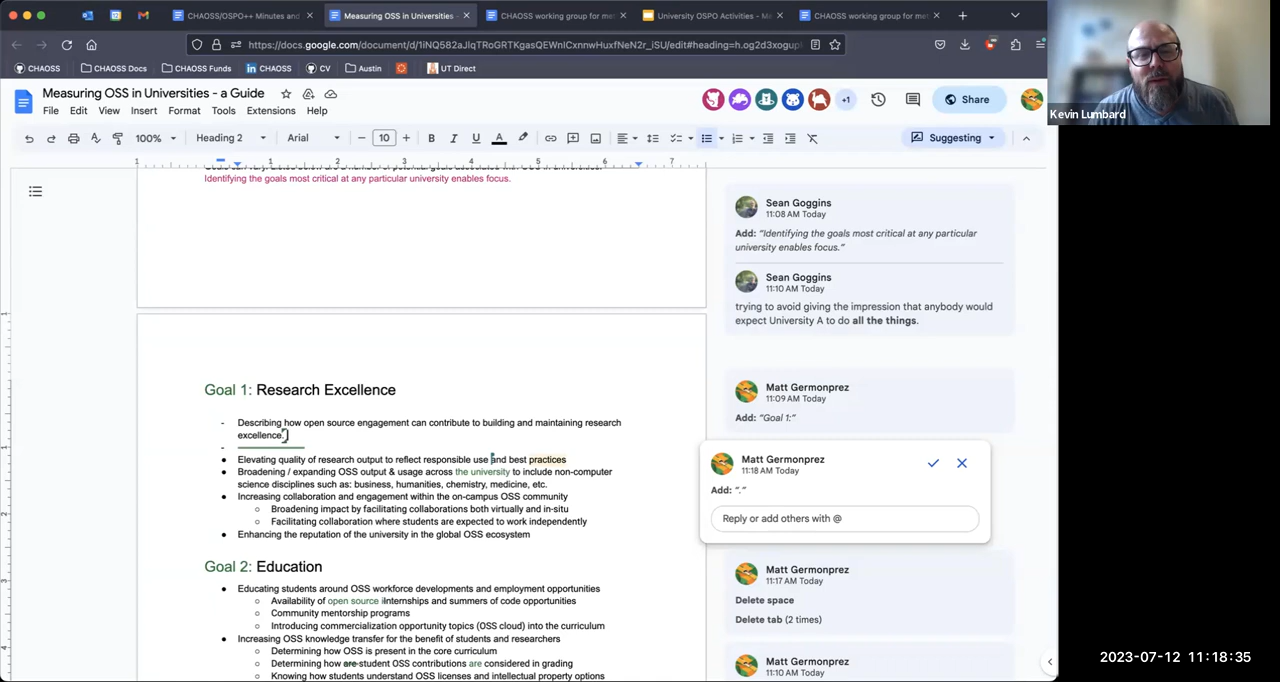 CHAOSS/OSPO++ Minutes and
Measuring OSS in Universities -
CHAOSS working group for met
University OSPO Activities - Ma
CHAOSS working group for met
CHAOSS
CHAOSS Docs
CHAOSS Funds
CHAOSS
CV
Austin
UT Direct
Measuring OSS in Universities - a Guide
File Edit View Insert Format Tools Extensions Help
Share
100% Heading 2 Arial 10
Suggesting
Kevin Lumbard
Identifying the goals most critical at any particular university enables focus.
Goal 1: Research Excellence
- Describing how open source engagement can contribute to building and maintaining research
excellence.
-
● Elevating quality of research output to reflect responsible use and best practices
● Broadening / expanding OSS output & usage across the university to include non-computer
science disciplines such as: business, humanities, chemistry, medicine, etc.
● Increasing collaboration and engagement within the on-campus OSS community
○ Broadening impact by facilitating collaborations both virtually and in-situ
○ Facilitating collaboration where students are expected to work independently
● Enhancing the reputation of the university in the global OSS ecosystem
Goal 2: Education
● Educating students around OSS workforce developments and employment opportunities
○ Availability of open source iInternships and summers of code opportunities
○ Community mentorship programs
○ Introducing commercialization opportunity topics (OSS cloud) into the curriculum
● Increasing OSS knowledge transfer for the benefit of students and researchers
○ Determining how OSS is present in the core curriculum
○ Determining how are student OSS contributions are considered in grading
○ Knowing how students understand OSS licenses and intellectual property options
Sean Goggins
11:08 AM Today
Add: “Identifying the goals most critical at any particular
university enables focus.”
Sean Goggins
11:10 AM Today
trying to avoid giving the impression that anybody would
expect University A to do all the things.
Matt Germonprez
11:09 AM Today
Add: “Goal 1:”
Matt Germonprez
11:18 AM Today
Add: “.”
Reply or add others with @
Matt Germonprez
11:17 AM Today
Delete space
Delete tab (2 times)
Matt Germonprez
11:10 AM Today
+1
2023-07-12 11:18:35